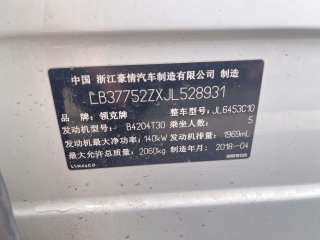 中国 浙江豪情汽车制造有限公司 制造
LB37752ZXJL528931
品牌：领克牌 整车型号：JL6453C10
发动机型号：B4204T30 乘坐人数：5
发动机最大净功率：140kW 发动机排量：1969mL
最大允许总质量：2060kg 制造年月：2018-04